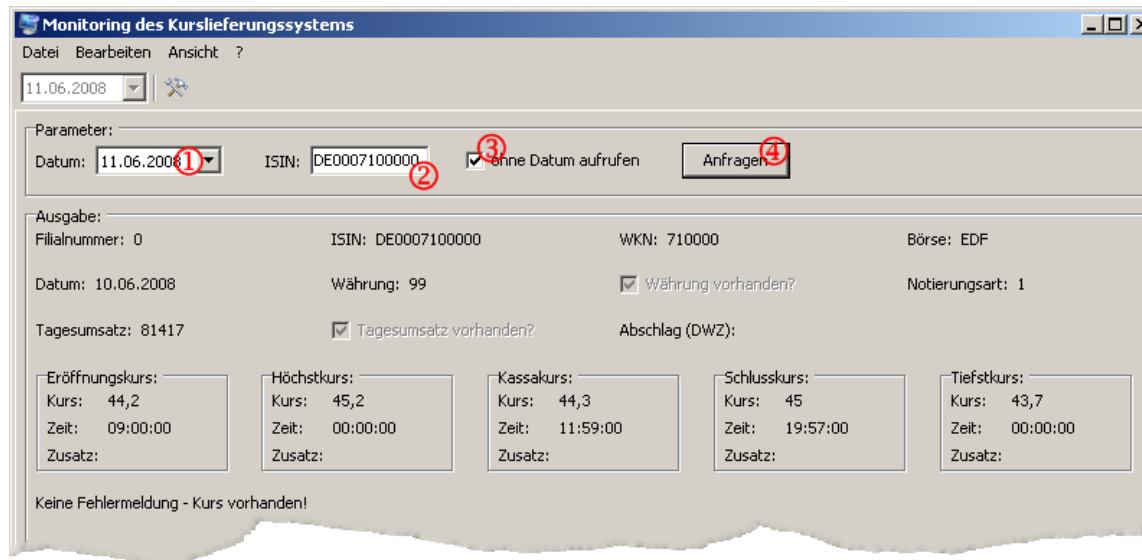 Monitoring des Kurslieferungssystems
Datei Bearbeiten Ansicht ?
11.06.2008
Parameter:
Datum: 11.06.2008 ① ISIN: DE0007100000 ② ③ ohne Datum aufrufen Anfragen ④
Ausgabe:
Filialnummer: 0 ISIN: DE0007100000 WKN: 710000 Börse: EDF
Datum: 10.06.2008 Währung: 99 Währung vorhanden? Notierungsart: 1
Tagesumsatz: 81417 Tagesumsatz vorhanden? Abschlag (DWZ):
Eröffnungskurs: Höchstkurs: Kassakurs: Schlusskurs: Tiefstkurs:
Kurs: 44,2 Kurs: 45,2 Kurs: 44,3 Kurs: 45 Kurs: 43,7
Zeit: 09:00:00 Zeit: 00:00:00 Zeit: 11:59:00 Zeit: 19:57:00 Zeit: 00:00:00
Zusatz: Zusatz: Zusatz: Zusatz: Zusatz:
Keine Fehlermeldung - Kurs vorhanden!